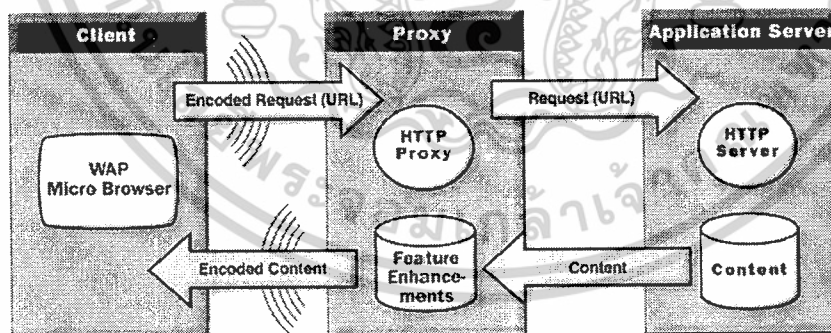 Client
Proxy
Application Server
Encoded Request (URL)
Request (URL)
WAP
Micro Browser
HTTP
Proxy
HTTP
Server
Encoded Content
Feature
Enhance-
ments
Content
Content